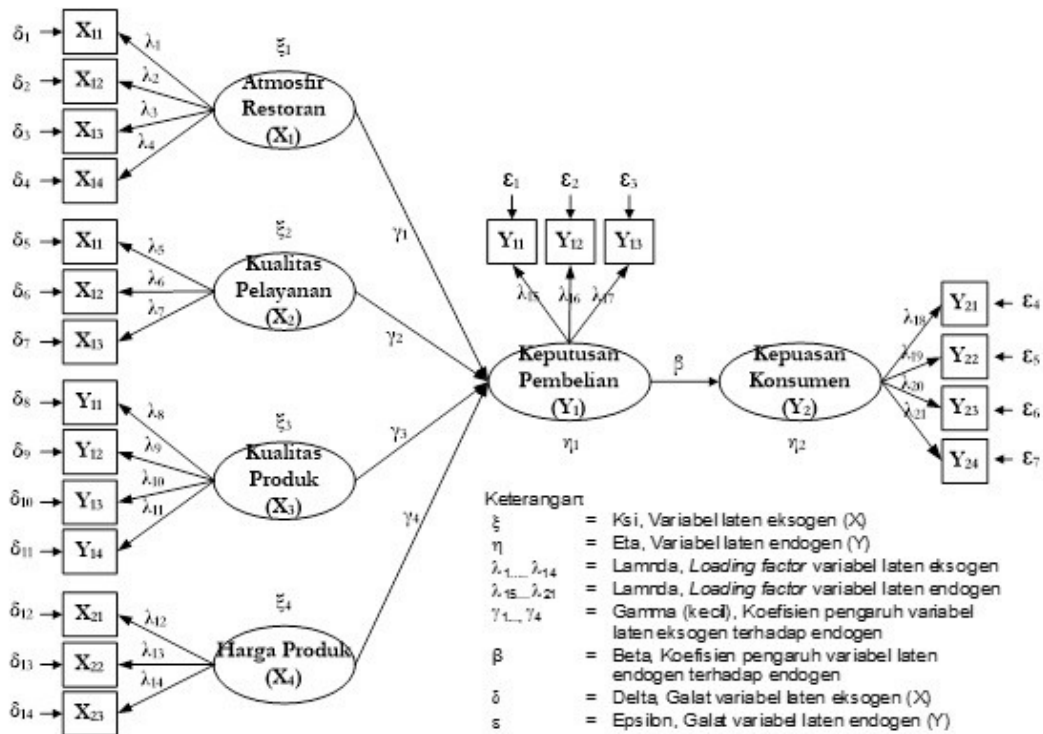 δ1 X11 λ1
δ2 X12 λ2
δ3 X13 λ3
δ4 X14 λ4
ξ1
Atmosfir
Restoran
(X1)
γ1
δ5 X11 λ5
δ6 X12 λ6
δ7 X13 λ7
ξ2
Kualitas
Pelayanan
(X2)
γ2
δ8 Y11 λ8
δ9 Y12 λ9
δ10 Y13 λ10
δ11 Y14 λ11
ξ3
Kualitas
Produk
(X3)
γ3
δ12 X21 λ12
δ13 X22 λ13
δ14 X23 λ14
ξ4
Harga Produk
(X4)
γ4
ε1 ε2 ε3
Y11 Y12 Y13
λ15 λ16 λ17
Keputusan
Pembelian
(Y1)
η1
β
Kepuasan
Konsumen
(Y2)
η2
λ18 Y21 ε4
λ19 Y22 ε5
λ20 Y23 ε6
λ21 Y24 ε7
Keterangan:
ξ = Ksi, Variabel laten eksogen (X)
η = Eta, Variabel laten endogen (Y)
λ1....., λ14 = Lamnda, Loading factor variabel laten eksogen
λ15....λ21 = Lamnda, Loading factor variabel laten endogen
γ1..., γ4 = Gamma (kecil), Koefisien pengaruh variabel
laten eksogen terhadap endogen
β = Beta, Koefisien pengaruh variabel laten
endogen terhadap endogen
δ = Delta, Galat variabel laten eksogen (X)
ε = Epsilon, Galat variabel laten endogen (Y)